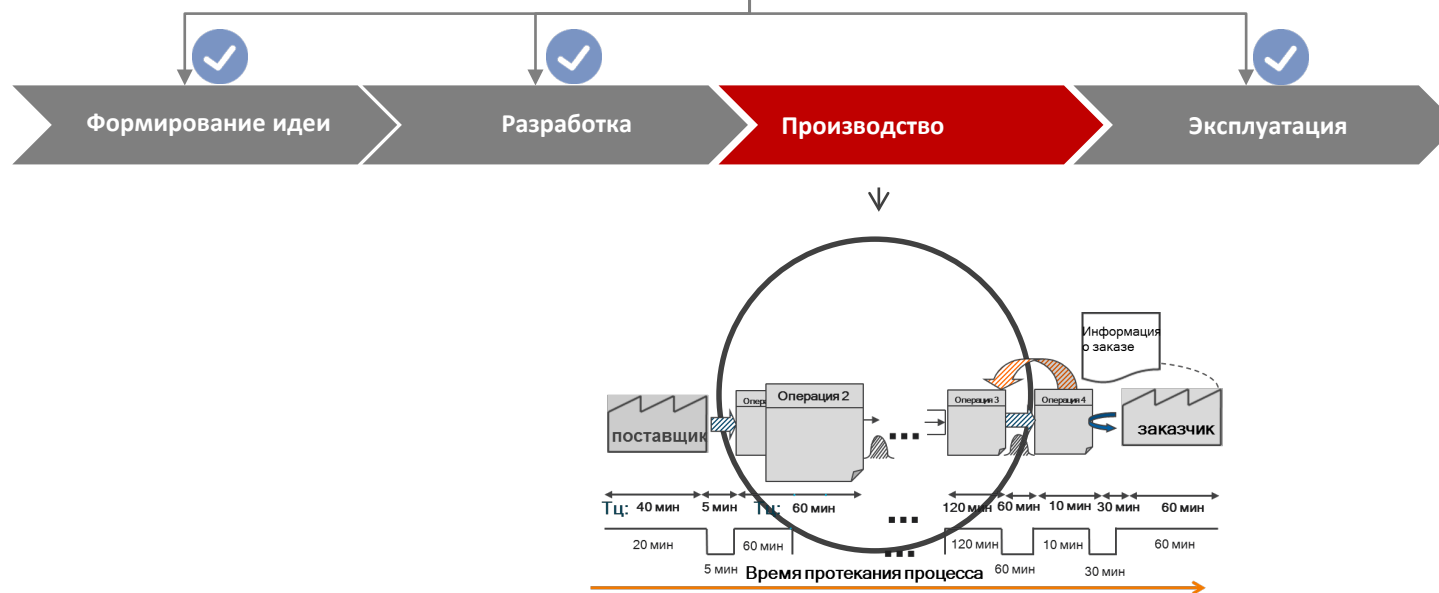 Формирование идеи
Разработка
Производство
Эксплуатация
Информация
о заказе
Операция 2
Операция 3
Операция 4
поставщик
заказчик
...
...
Тц: 40 мин 5 мин Тц: 60 мин 120 мин 60 мин 10 мин 30 мин 60 мин
...
20 мин 60 мин 120 мин 10 мин 60 мин
5 мин 60 мин 30 мин
Время протекания процесса